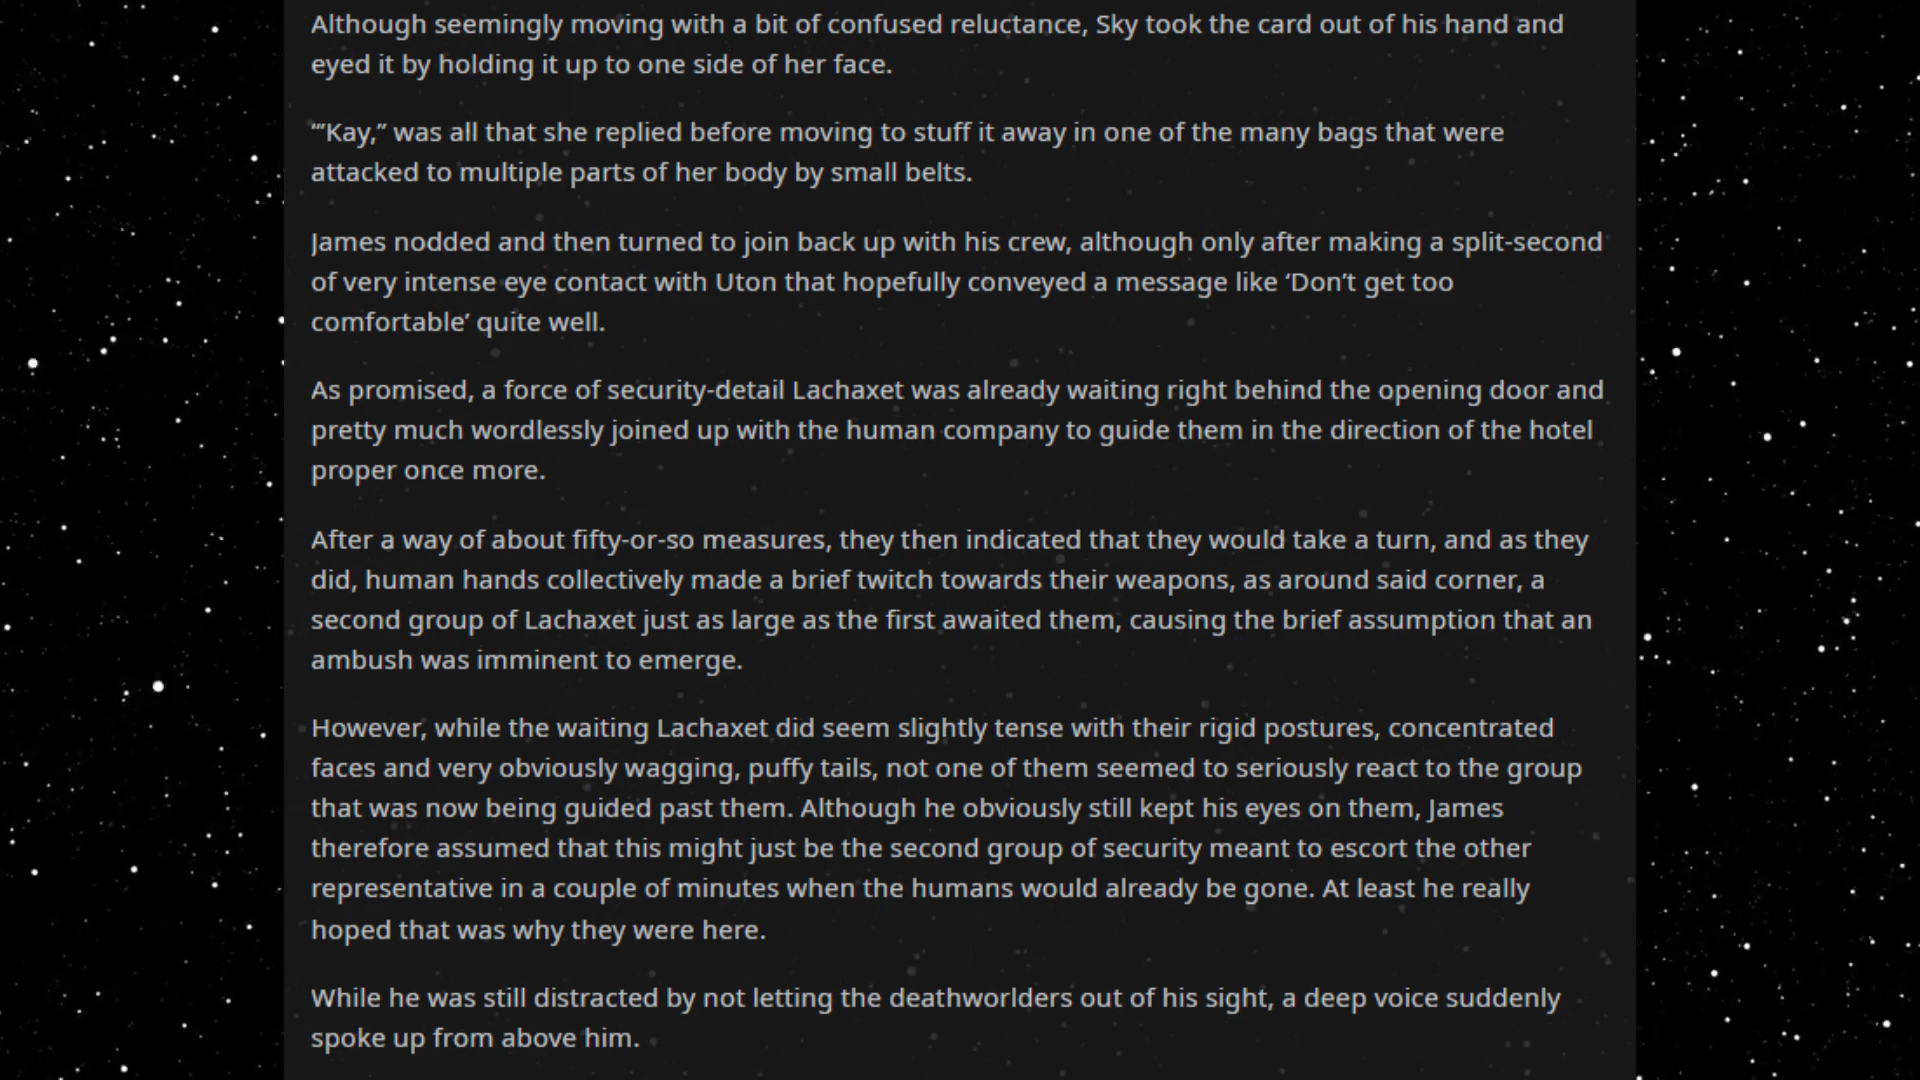 Although seemingly moving with a bit of confused reluctance, Sky took the card out of his hand and
eyed it by holding it up to one side of her face.
“‘Kay,” was all that she replied before moving to stuff it away in one of the many bags that were
attacked to multiple parts of her body by small belts.
James nodded and then turned to join back up with his crew, although only after making a split-second
of very intense eye contact with Uton that hopefully conveyed a message like ‘Don’t get too
comfortable’ quite well.
As promised, a force of security-detail Lachaxet was already waiting right behind the opening door and
pretty much wordlessly joined up with the human company to guide them in the direction of the hotel
proper once more.
After a way of about fifty-or-so measures, they then indicated that they would take a turn, and as they
did, human hands collectively made a brief twitch towards their weapons, as around said corner, a
second group of Lachaxet just as large as the first awaited them, causing the brief assumption that an
ambush was imminent to emerge.
However, while the waiting Lachaxet did seem slightly tense with their rigid postures, concentrated
faces and very obviously wagging, puffy tails, not one of them seemed to seriously react to the group
that was now being guided past them. Although he obviously still kept his eyes on them, James
therefore assumed that this might just be the second group of security meant to escort the other
representative in a couple of minutes when the humans would already be gone. At least he really
hoped that was why they were here.
While he was still distracted by not letting the deathworlders out of his sight, a deep voice suddenly
spoke up from above him.